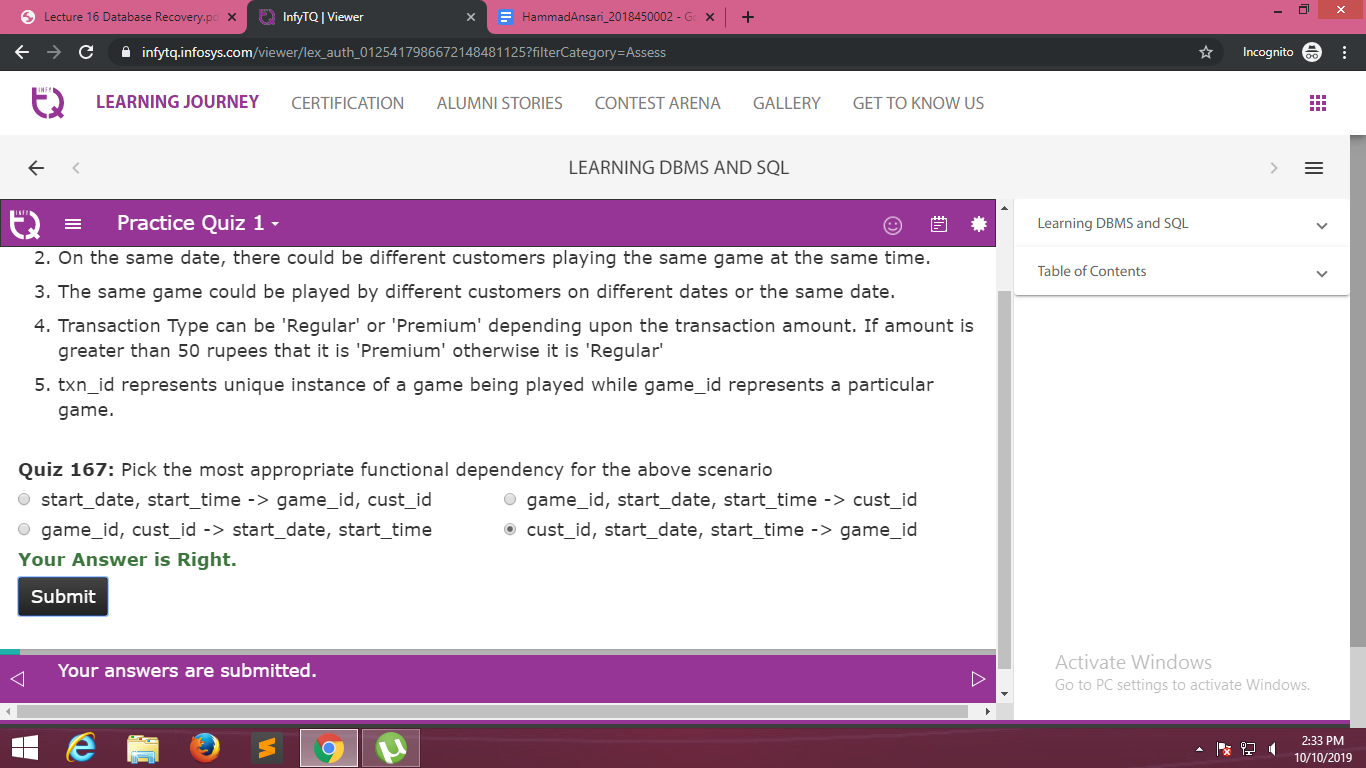 Lecture 16 Database Recovery.pd
InfyTQ | Viewer
HammadAnsari_2018450002 - Go
infytq.infosys.com/viewer/lex_auth_0125417986672148481125?filterCategory=Assess
Incognito
INFY TQ
LEARNING JOURNEY
CERTIFICATION
ALUMNI STORIES
CONTEST ARENA
GALLERY
GET TO KNOW US
LEARNING DBMS AND SQL
INFY TQ
Practice Quiz 1
2. On the same date, there could be different customers playing the same game at the same time.
3. The same game could be played by different customers on different dates or the same date.
4. Transaction Type can be 'Regular' or 'Premium' depending upon the transaction amount. If amount is
greater than 50 rupees that it is 'Premium' otherwise it is 'Regular'
5. txn_id represents unique instance of a game being played while game_id represents a particular
game.
Quiz 167: Pick the most appropriate functional dependency for the above scenario
start_date, start_time -> game_id, cust_id
game_id, start_date, start_time -> cust_id
game_id, cust_id -> start_date, start_time
cust_id, start_date, start_time -> game_id
Your Answer is Right.
Submit
Your answers are submitted.
Learning DBMS and SQL
Table of Contents
Activate Windows
Go to PC settings to activate Windows.
2:33 PM
10/10/2019